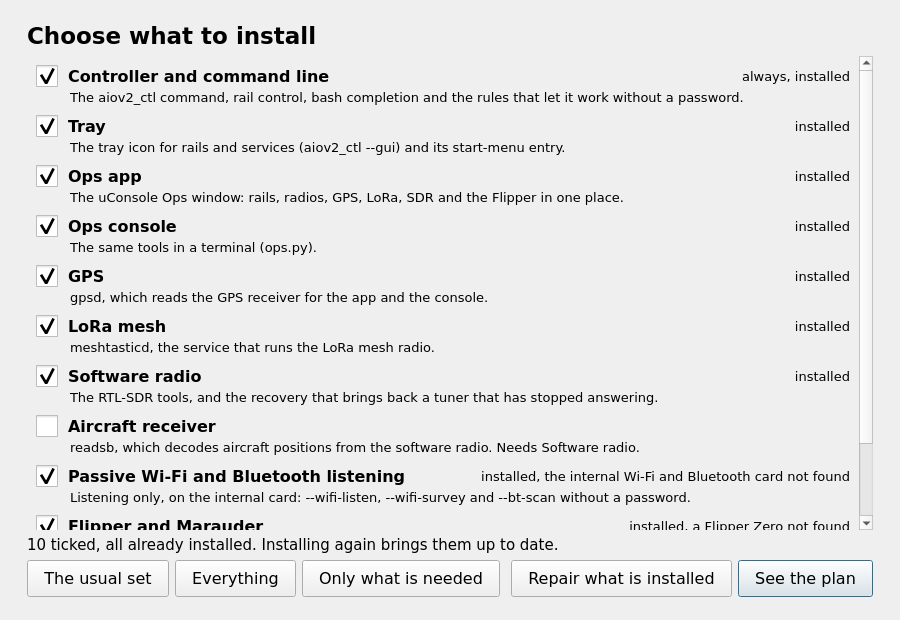 Choose what to install
Controller and command line always, installed
The aiov2_ctl command, rail control, bash completion and the rules that let it work without a password.
Tray installed
The tray icon for rails and services (aiov2_ctl --gui) and its start-menu entry.
Ops app installed
The uConsole Ops window: rails, radios, GPS, LoRa, SDR and the Flipper in one place.
Ops console installed
The same tools in a terminal (ops.py).
GPS installed
gpsd, which reads the GPS receiver for the app and the console.
LoRa mesh installed
meshtasticd, the service that runs the LoRa mesh radio.
Software radio installed
The RTL-SDR tools, and the recovery that brings back a tuner that has stopped answering.
Aircraft receiver
readsb, which decodes aircraft positions from the software radio. Needs Software radio.
Passive Wi-Fi and Bluetooth listening installed, the internal Wi-Fi and Bluetooth card not found
Listening only, on the internal card: --wifi-listen, --wifi-survey and --bt-scan without a password.
Flipper and Marauder installed, a Flipper Zero not found
10 ticked, all already installed. Installing again brings them up to date.
The usual set Everything Only what is needed Repair what is installed See the plan